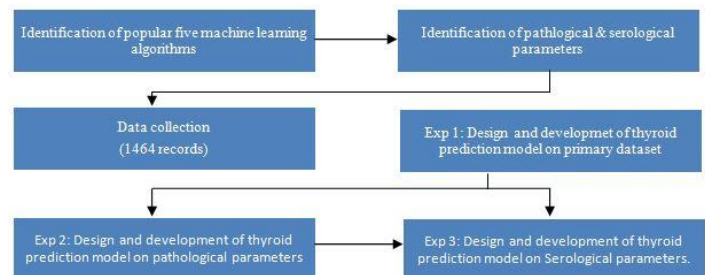 Identification of popular five machine learning
algorithms
Identification of pathlogical & serological
parameters
Data collection
(1464 records)
Exp 1: Design and developmet of thyroid
prediction model on primary dataset
Exp 2: Design and development of thyroid
prediction model on pathological parameters
Exp 3: Design and development of thyroid
prediction model on Serological parameters.